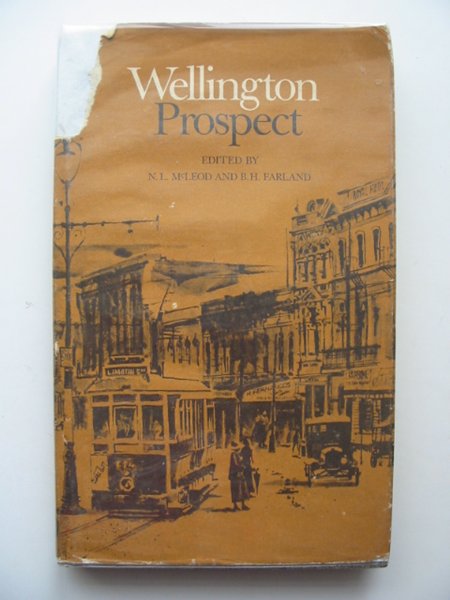 Wellington
Prospect
EDITED BY
N. L. McLEOD AND B. H. FARLAND